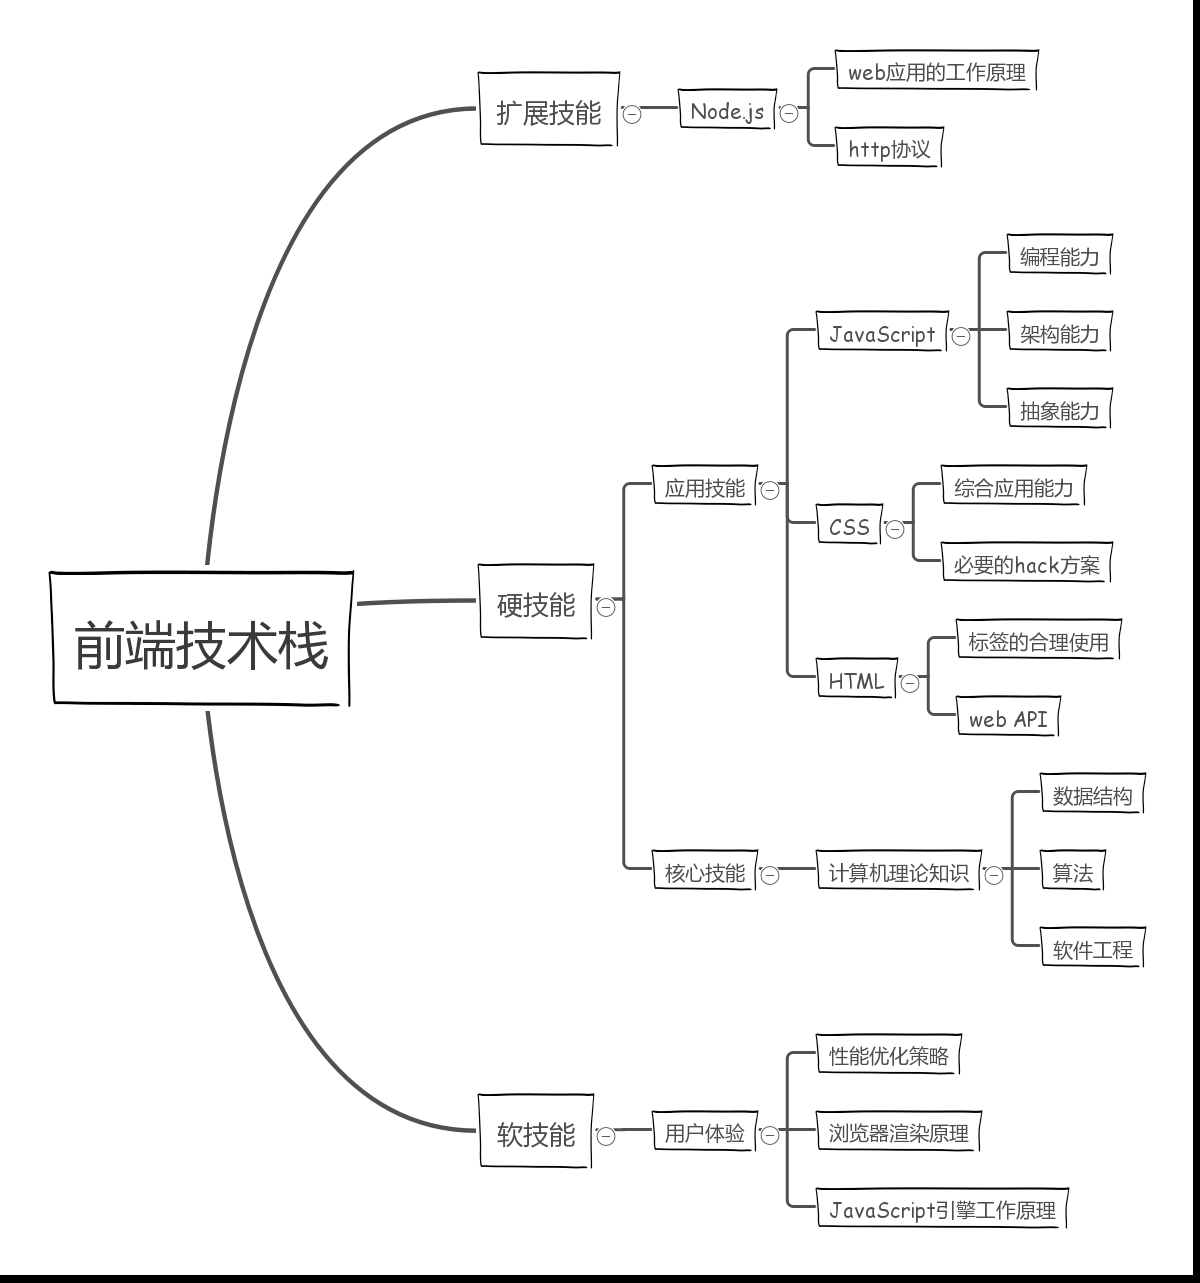 前端技术栈
扩展技能
Node.js
web应用的工作原理
http协议
硬技能
应用技能
JavaScript
编程能力
架构能力
抽象能力
CSS
综合应用能力
必要的hack方案
HTML
标签的合理使用
web API
核心技能
计算机理论知识
数据结构
算法
软件工程
软技能
用户体验
性能优化策略
浏览器渲染原理
JavaScript引擎工作原理